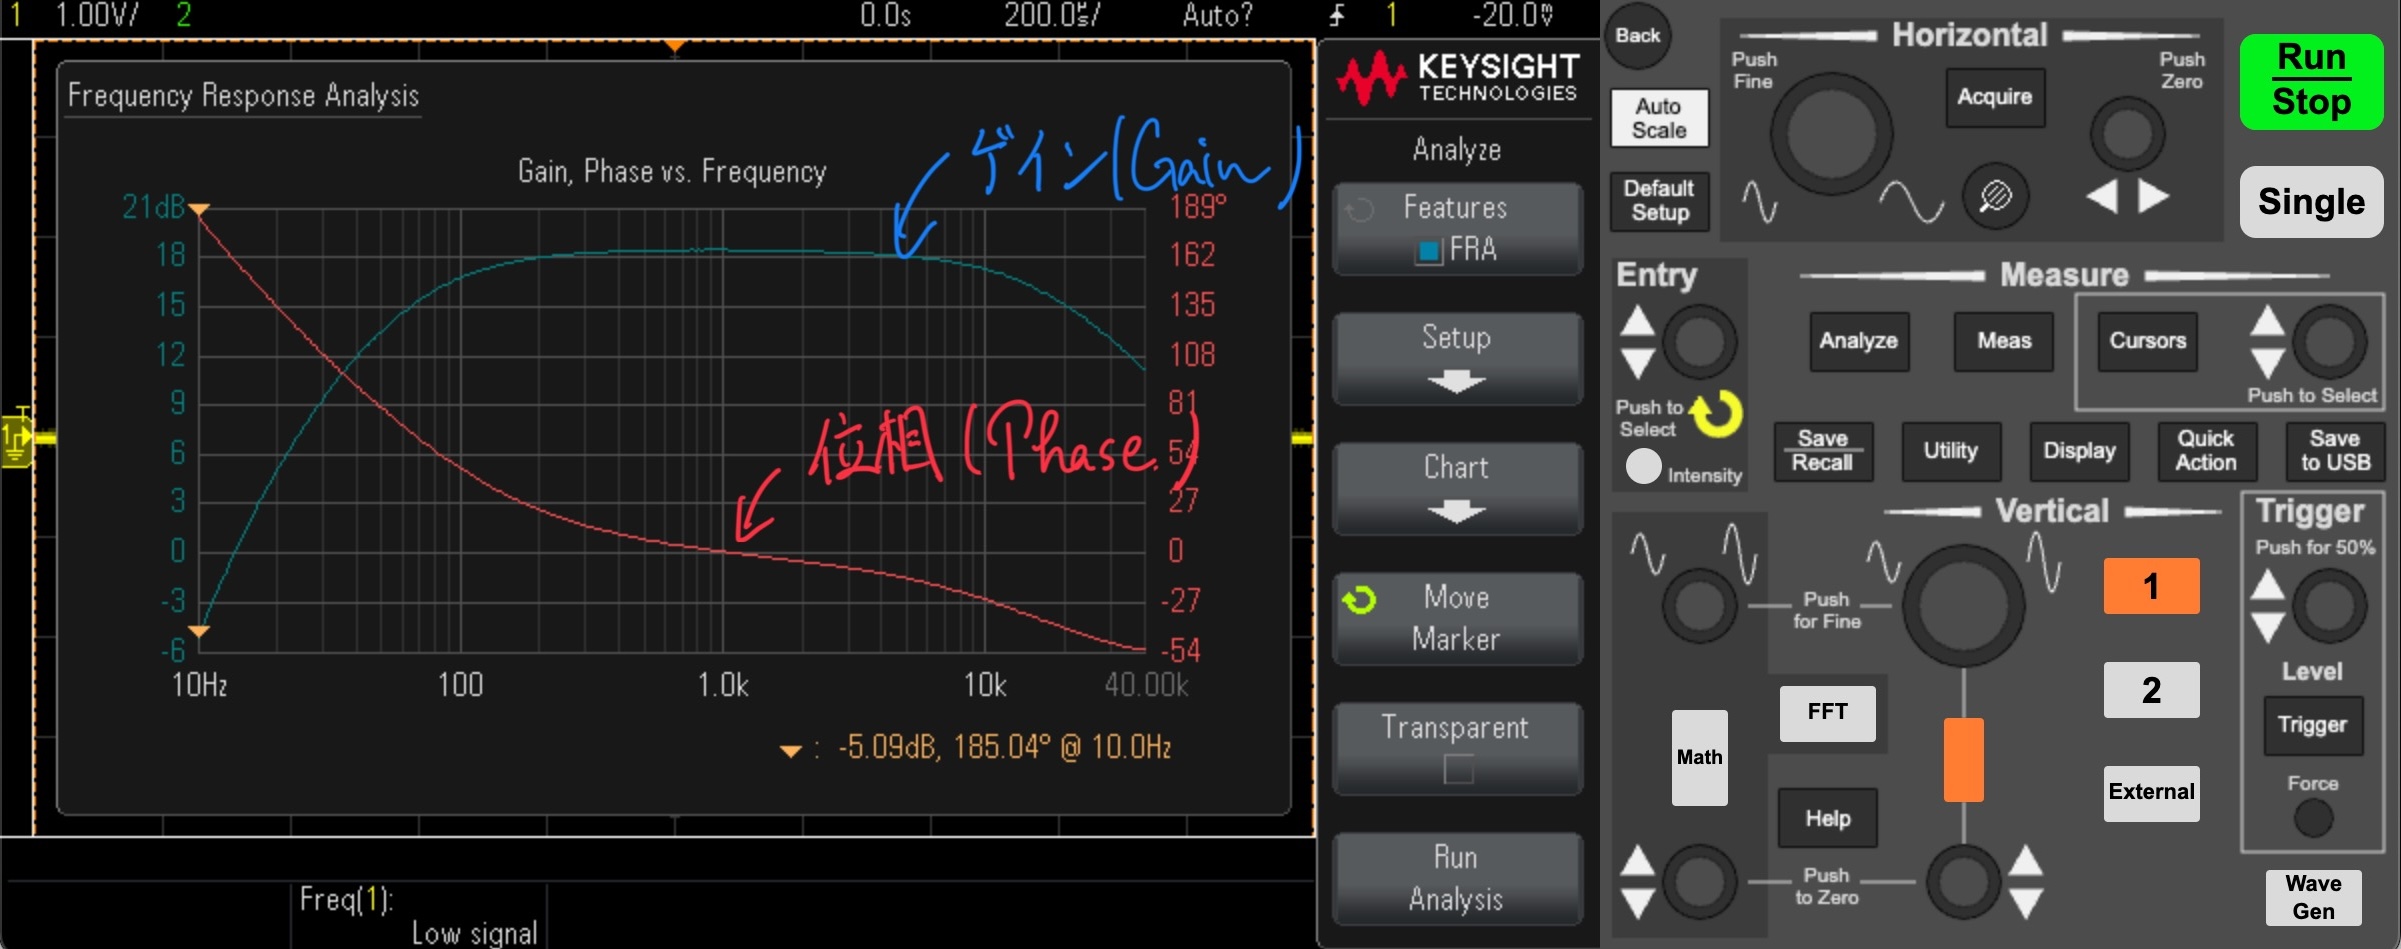 1 1.00V/ 2 0.0s 200.0µs/ Auto? 1 -20.0mV
KEYSIGHT
TECHNOLOGIES
Frequency Response Analysis
Gain, Phase vs. Frequency
ゲイン(Gain)
位相(Phase)
21dB
18
15
12
9
6
3
0
-3
-6
189°
162
135
108
81
54
27
0
-27
-54
10Hz 100 1.0k 10k 40.00k
: -5.09dB, 185.04° @ 10.0Hz
T
1
Freq(1):
Low signal
Analyze
Features
FRA
Setup
Chart
Move
Marker
Transparent
Run
Analysis
Back
Auto
Scale
Default
Setup
Horizontal
Push
Fine
Acquire
Push
Zero
Run
Stop
Single
Entry
Push to
Select
Intensity
Measure
Analyze
Meas
Cursors
Push to Select
Save
Recall
Utility
Display
Quick
Action
Save
to USB
Vertical
Push
for Fine
FFT
Math
Help
Push
to Zero
1
2
External
Trigger
Push for 50%
Level
Trigger
Force
Wave
Gen